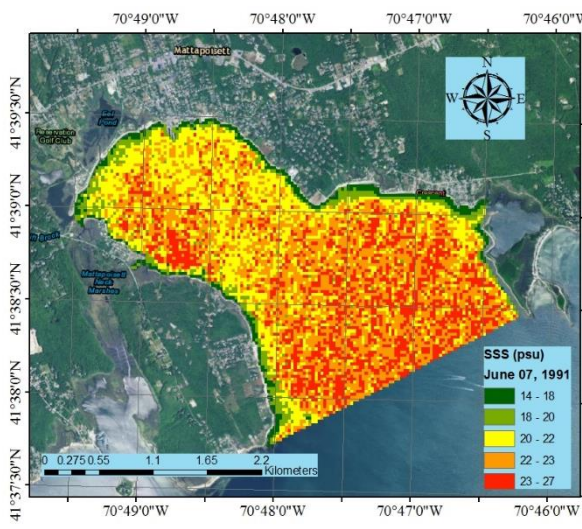 70°49'0"W 70°48'0"W 70°47'0"W 70°46'0"W
Mattapoisett
N
W E
S
41°39'30"N
Eel
Pond
Reservation
Golf Club
41°39'0"N
Crescent
Mattapoisett
Neck
Marshes
41°38'30"N
SSS (psu)
June 07, 1991
14 - 18
18 - 20
20 - 22
22 - 23
23 - 27
41°38'0"N
0 0.275 0.55 1.1 1.65 2.2
Kilometers
41°37'30"N
70°49'0"W 70°48'0"W 70°47'0"W 70°46'0"W